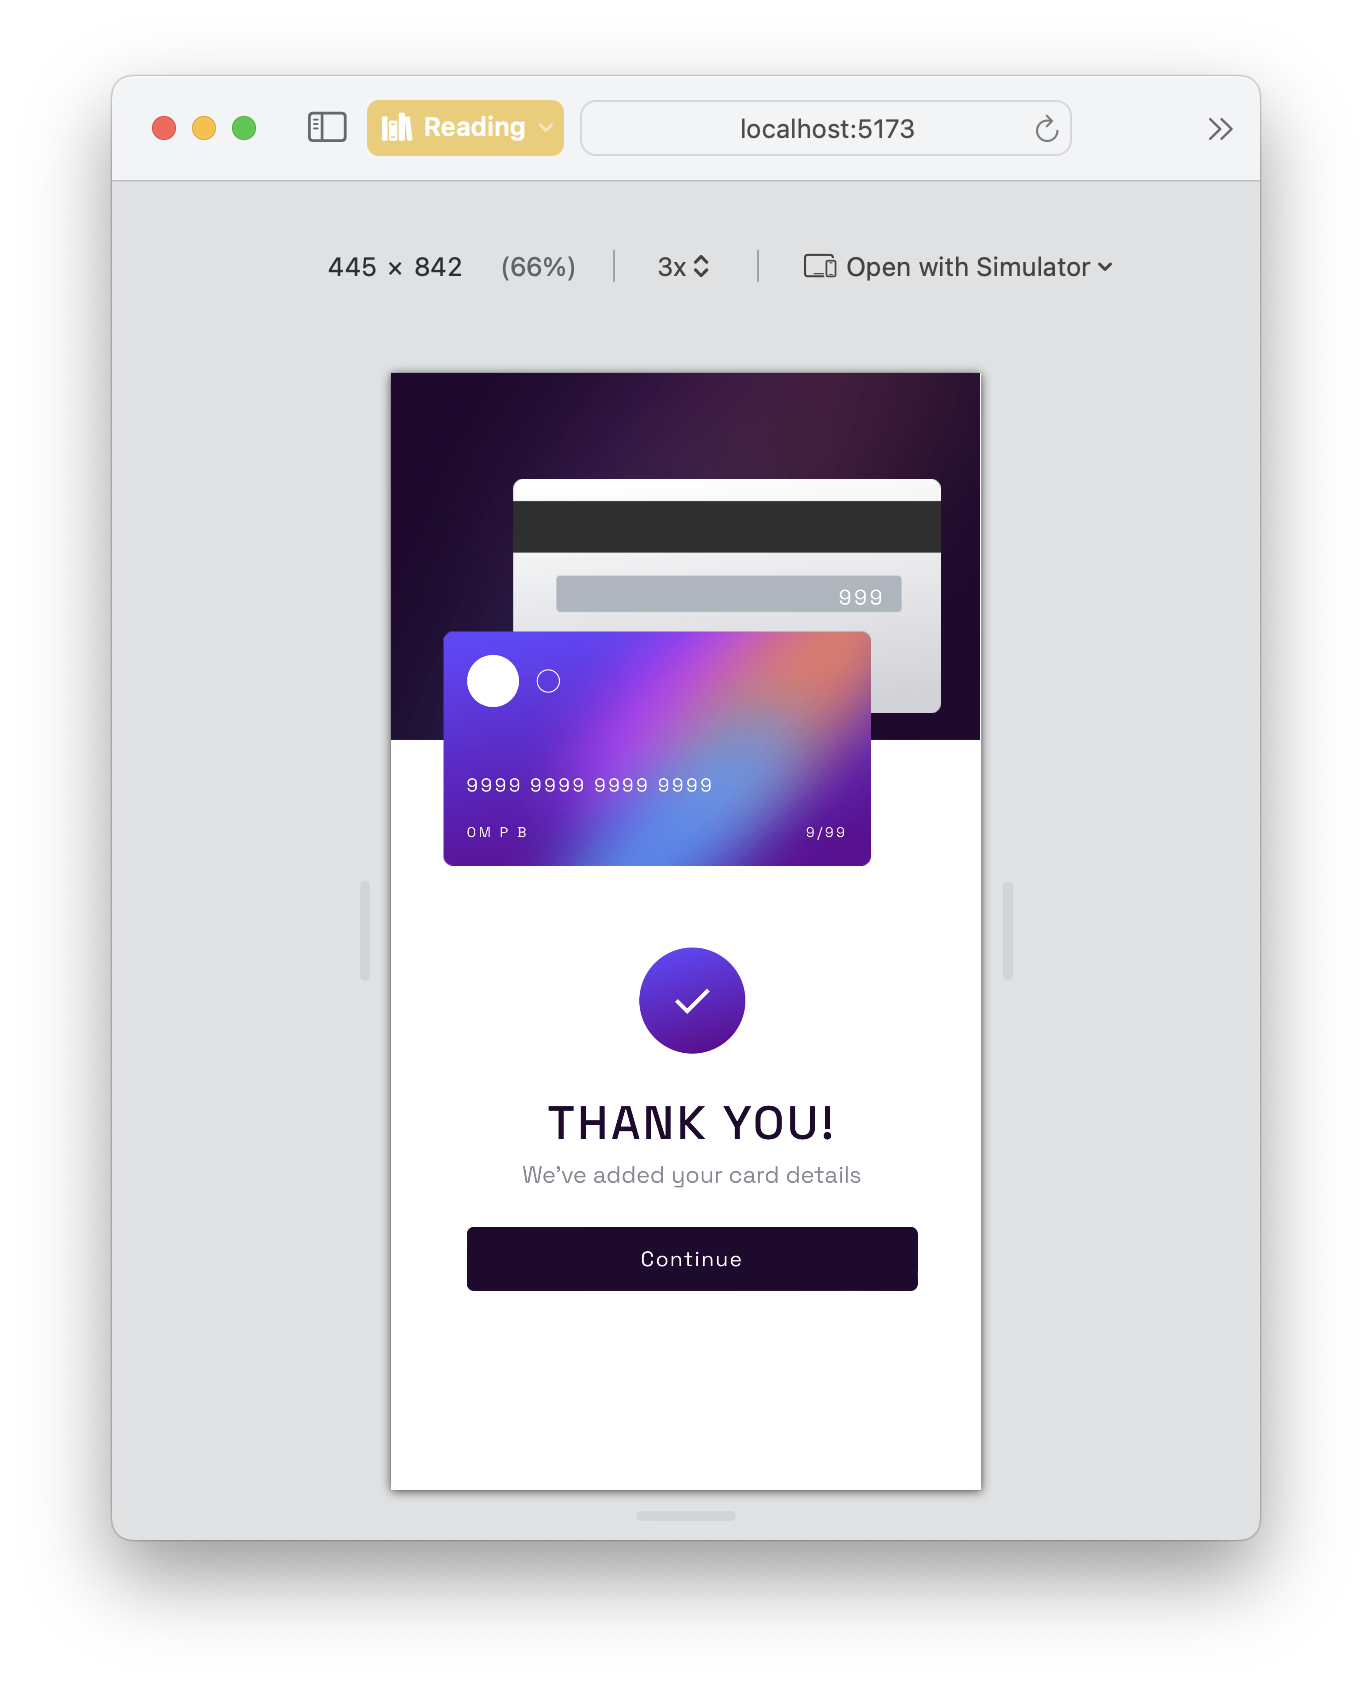 Reading
localhost:5173
445 × 842 (66%) 3x Open with Simulator
999
9999 9999 9999 9999
OM P B 9/99
THANK YOU!
We've added your card details
Continue